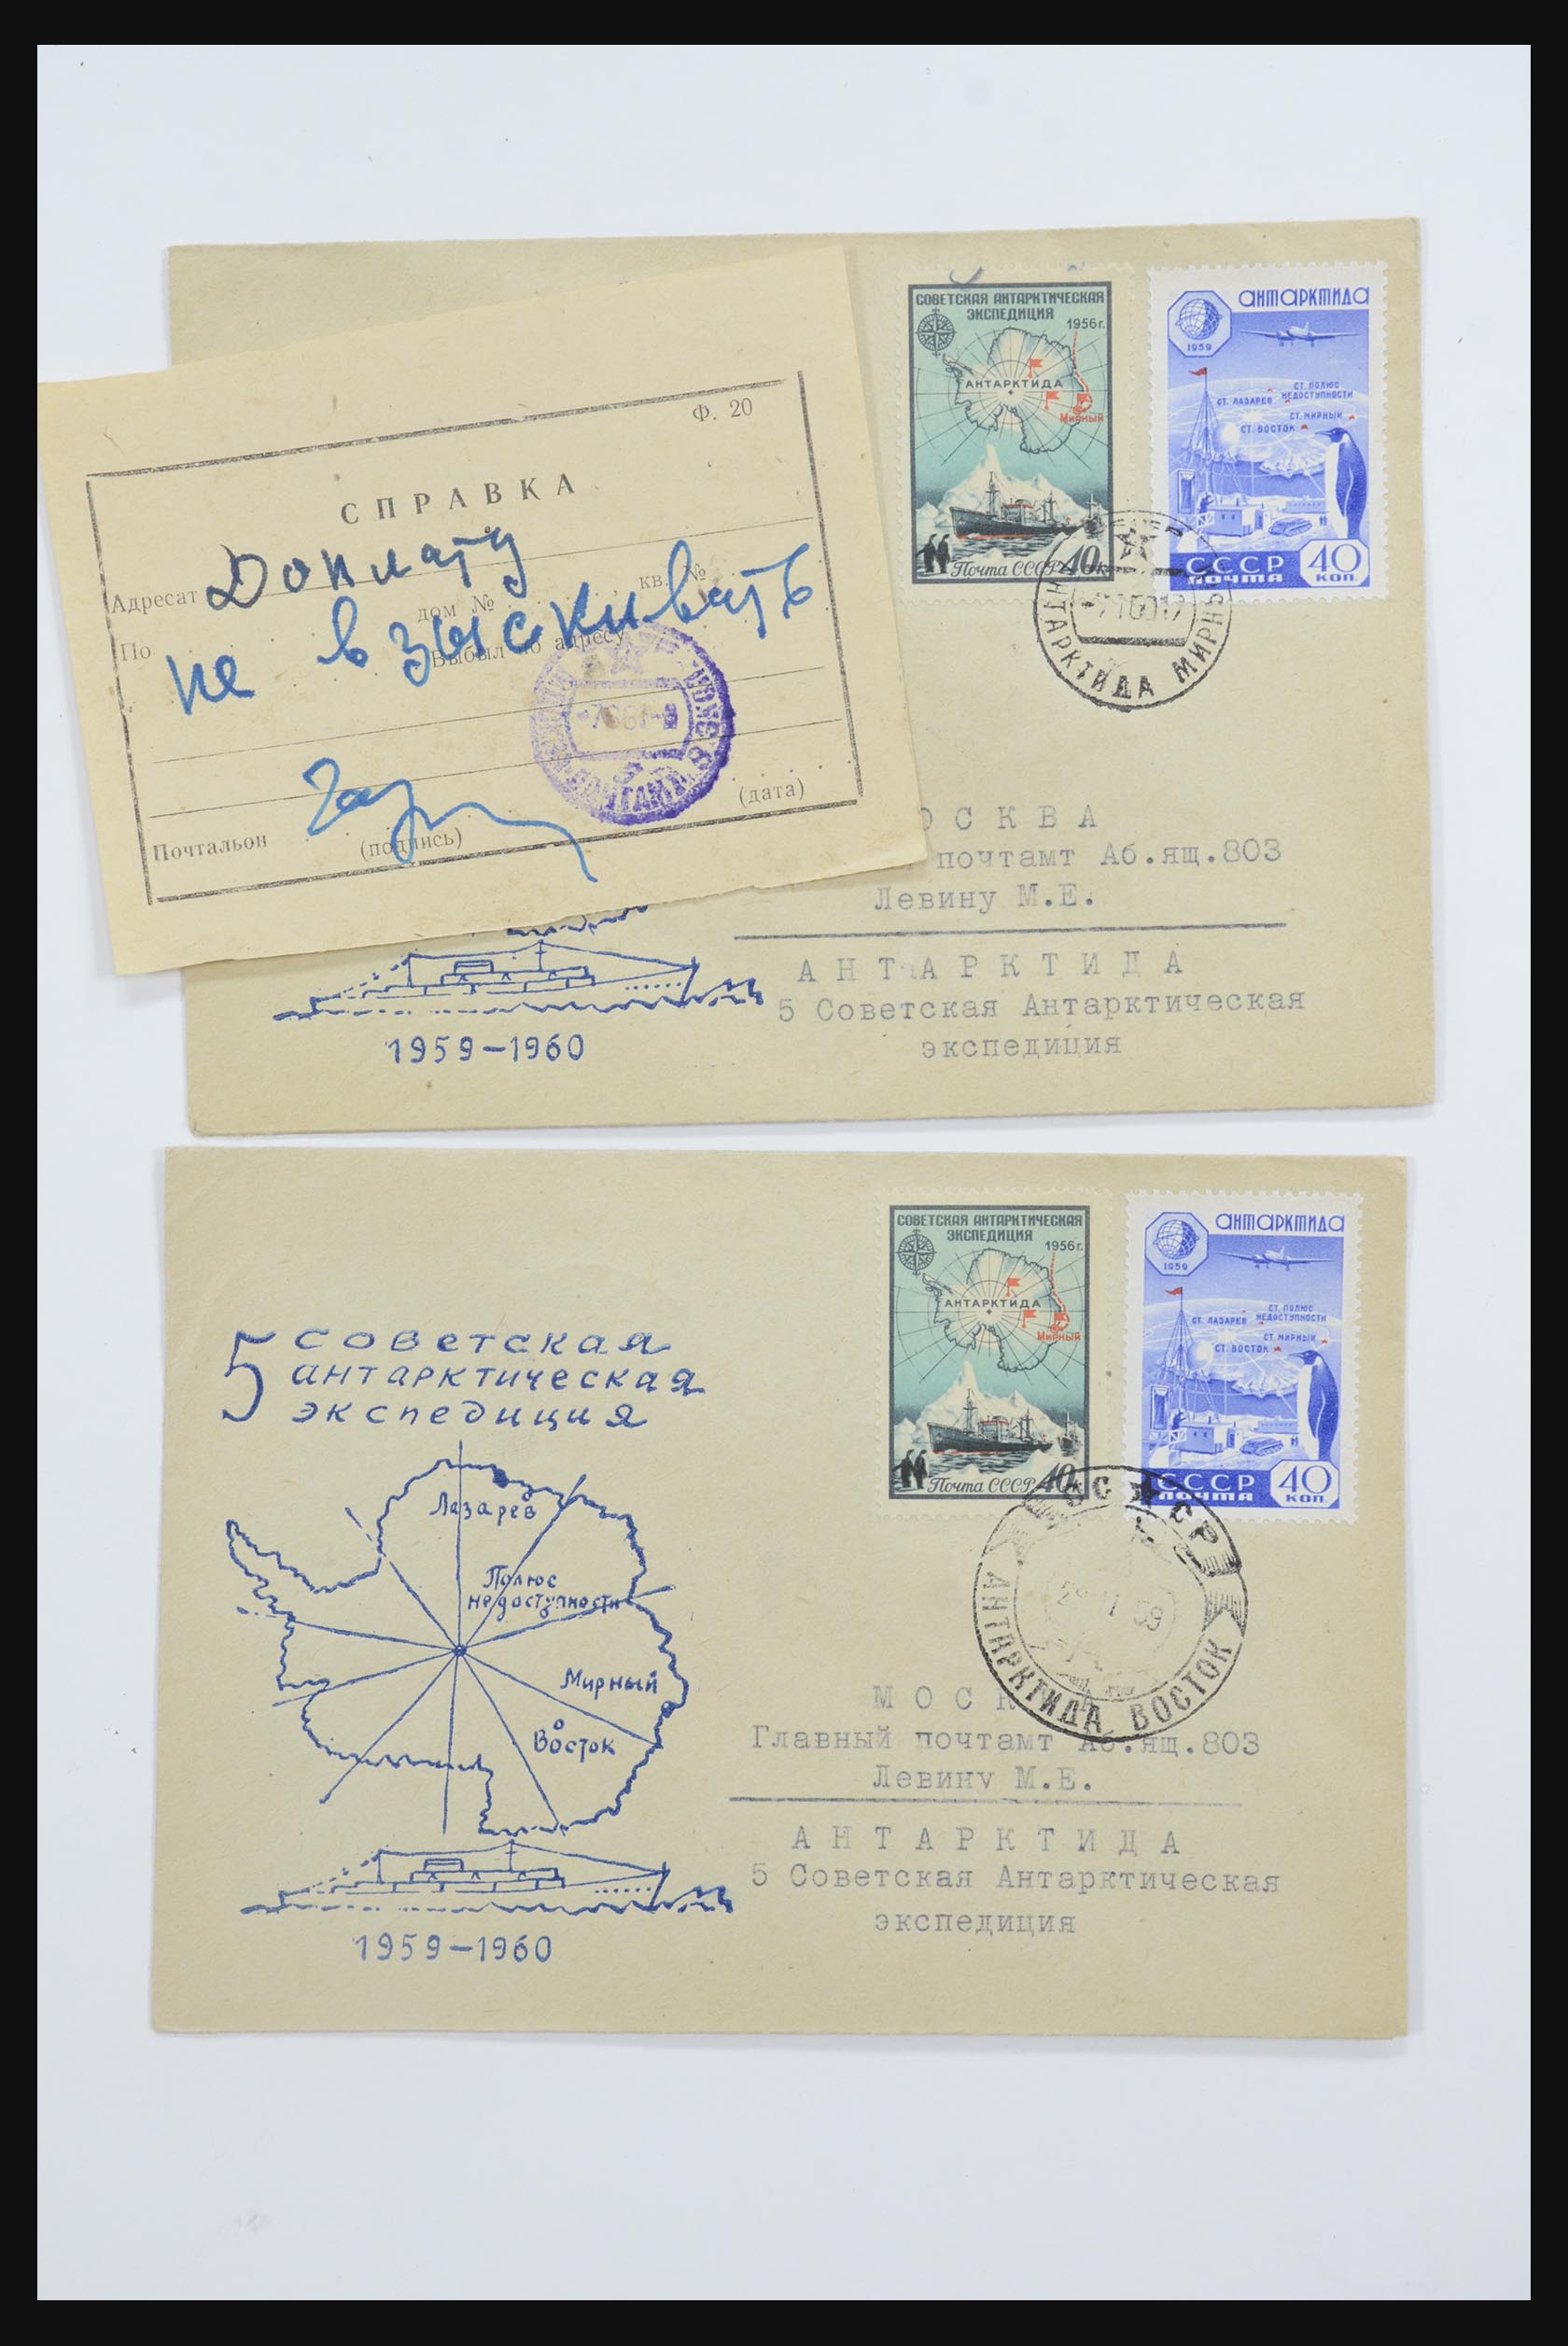 СОВЕТСКАЯ АНТАРКТИЧЕСКАЯ
ЭКСПЕДИЦИЯ
1956г.
АНТАРКТИДА
Мирный
Почта СССР 40к.
АНТАРКТИДА
1959
СТ. ПОЛЮС
НЕДОСТУПНОСТИ
СТ. ЛАЗАРЕВ
СТ. МИРНЫЙ
СТ. ВОСТОК
СССР
ПОЧТА
40
КОП.
АНТАРКТИДА МИРНЫ
Ф. 20
СПРАВКА
Доплату
Адресат
дом № кв. №
По
не взыскивать
Выбыл по адресу
(дата)
Почтальон
(подпись)
ОСКВА
почтамт Аб.ящ.803
Левину М.Е.
АНТАРКТИДА
5 Советская Антарктическая
экспедиция
1959-1960
СОВЕТСКАЯ АНТАРКТИЧЕСКАЯ
ЭКСПЕДИЦИЯ
1956г.
АНТАРКТИДА
Мирный
Почта СССР 40к.
АНТАРКТИДА
1959
СТ. ПОЛЮС
НЕДОСТУПНОСТИ
СТ. ЛАЗАРЕВ
СТ. МИРНЫЙ
СТ. ВОСТОК
СССР
ПОЧТА
40
КОП.
АНТАРКТИДА ВОСТОК
5 советская
антарктическая
экспедиция
Лазарев
Полюс
недоступности
Мирный
Восток
1959-1960
МОСКВА
Главный почтамт Аб.ящ.803
Левину М.Е.
АНТАРКТИДА
5 Советская Антарктическая
экспедиция